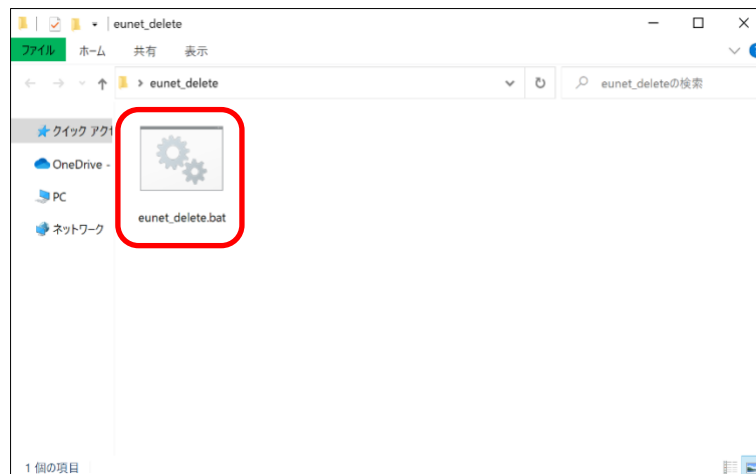 eunet_delete
ファイル ホーム 共有 表示
eunet_delete
eunet_deleteの検索
クイック アクセ
OneDrive -
PC
ネットワーク
eunet_delete.bat
1 個の項目